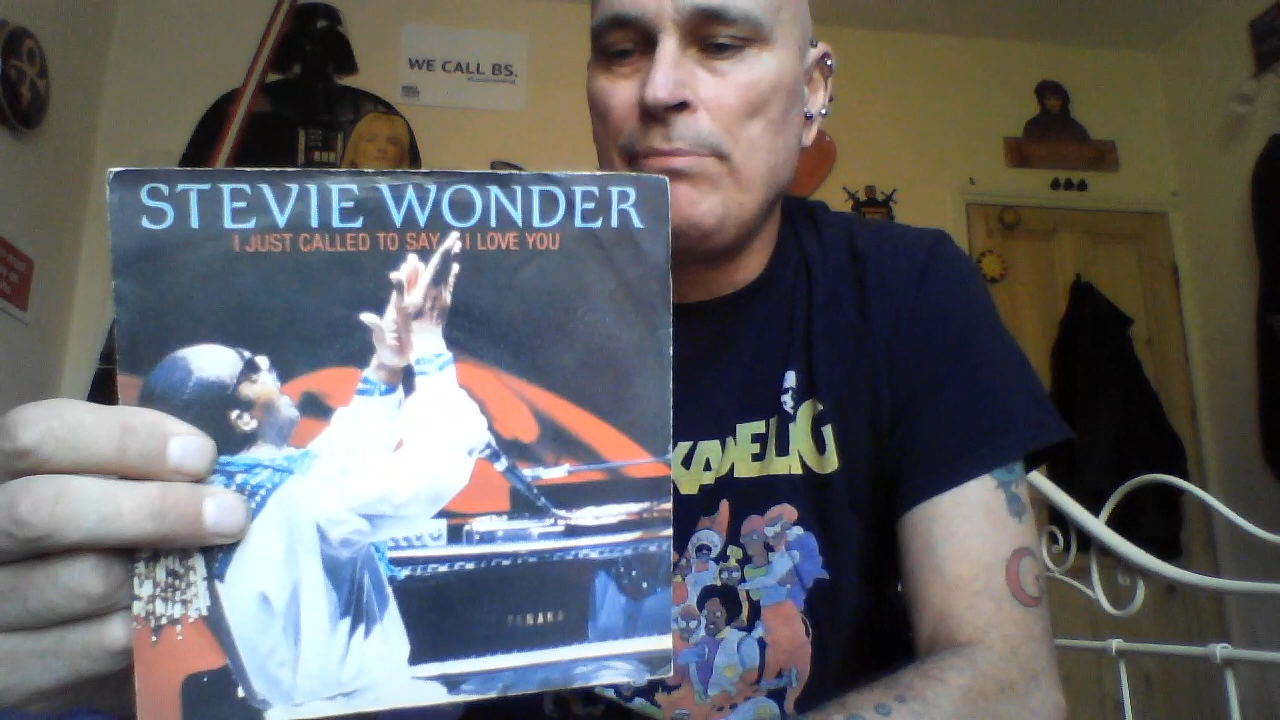 WE CALL BS.
STEVIE WONDER
I JUST CALLED TO SAY I LOVE YOU
YAMAHA
KADELIC